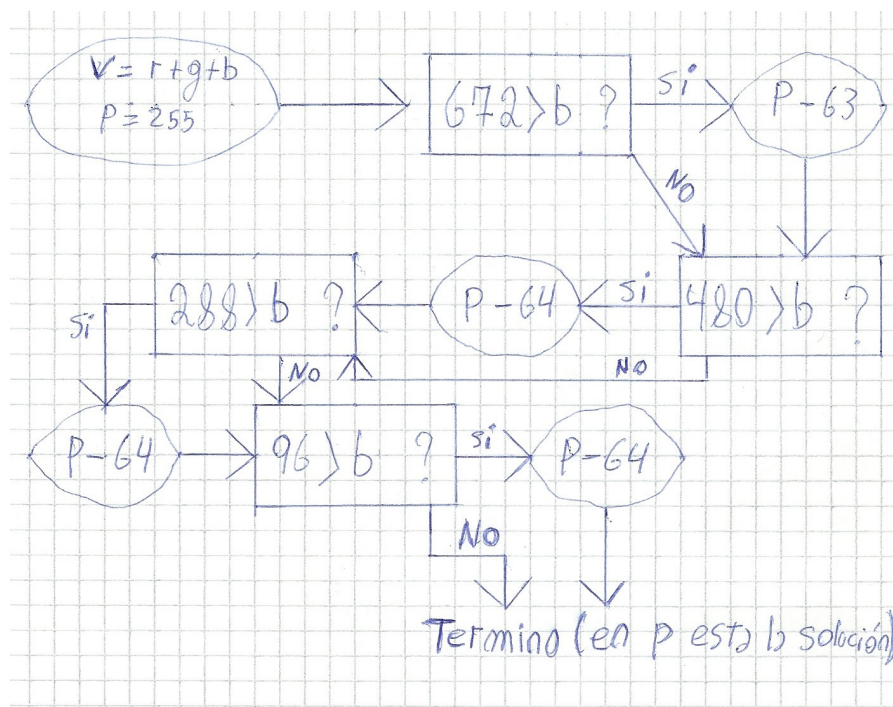 V = r+g+b
P = 255
672>b ?
si
P-63
No
480>b ?
si
P-64
288>b ?
No
si
No
P-64
96>b ?
si
P-64
No
Termino (en p esta b solución)